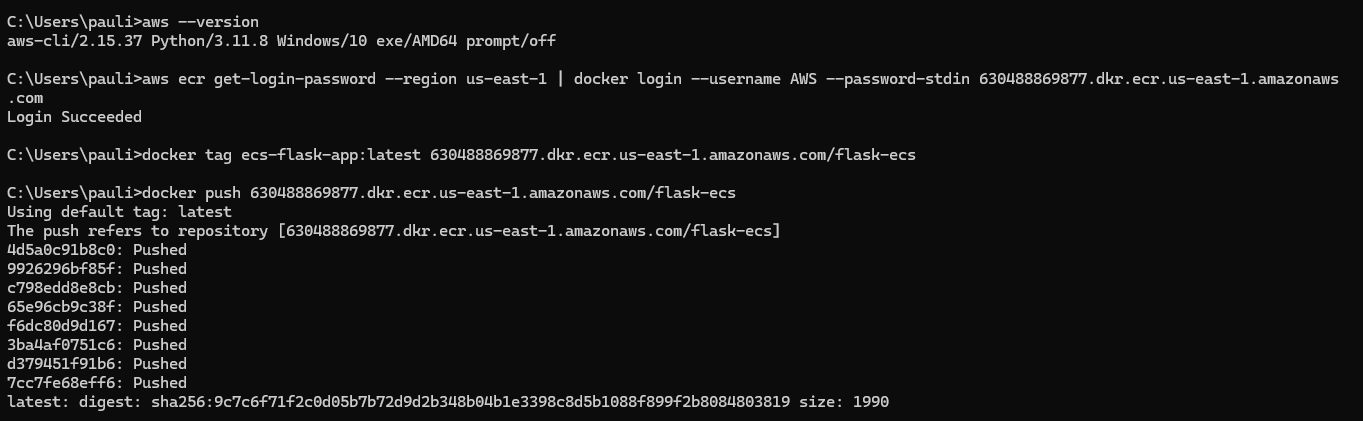 C:\Users\pauli>aws --version
aws-cli/2.15.37 Python/3.11.8 Windows/10 exe/AMD64 prompt/off
C:\Users\pauli>aws ecr get-login-password --region us-east-1 | docker login --username AWS --password-stdin 630488869877.dkr.ecr.us-east-1.amazonaws
.com
Login Succeeded
C:\Users\pauli>docker tag ecs-flask-app:latest 630488869877.dkr.ecr.us-east-1.amazonaws.com/flask-ecs
C:\Users\pauli>docker push 630488869877.dkr.ecr.us-east-1.amazonaws.com/flask-ecs
Using default tag: latest
The push refers to repository [630488869877.dkr.ecr.us-east-1.amazonaws.com/flask-ecs]
4d5a0c91b8c0: Pushed
9926296bf85f: Pushed
c798edd8e8cb: Pushed
65e96cb9c38f: Pushed
f6dc80d9d167: Pushed
3ba4af0751c6: Pushed
d379451f91b6: Pushed
7cc7fe68eff6: Pushed
latest: digest: sha256:9c7c6f71f2c0d05b7b72d9d2b348b04b1e3398c8d5b1088f899f2b8084803819 size: 1990